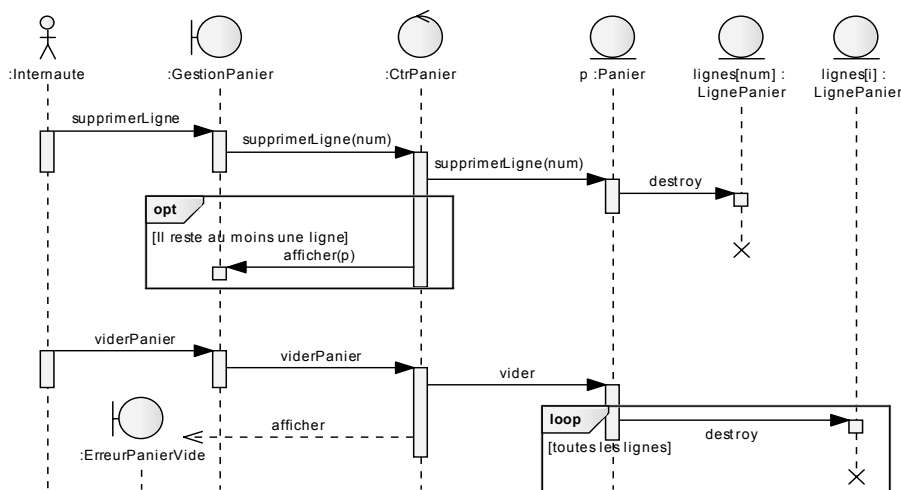 :Internaute
:GestionPanier
:CtrPanier
p :Panier
lignes[num] :
LignePanier
lignes[i] :
LignePanier
supprimerLigne
supprimerLigne(num)
supprimerLigne(num)
destroy
opt
[Il reste au moins une ligne]
afficher(p)
viderPanier
viderPanier
vider
loop
destroy
[toutes les lignes]
afficher
:ErreurPanierVide